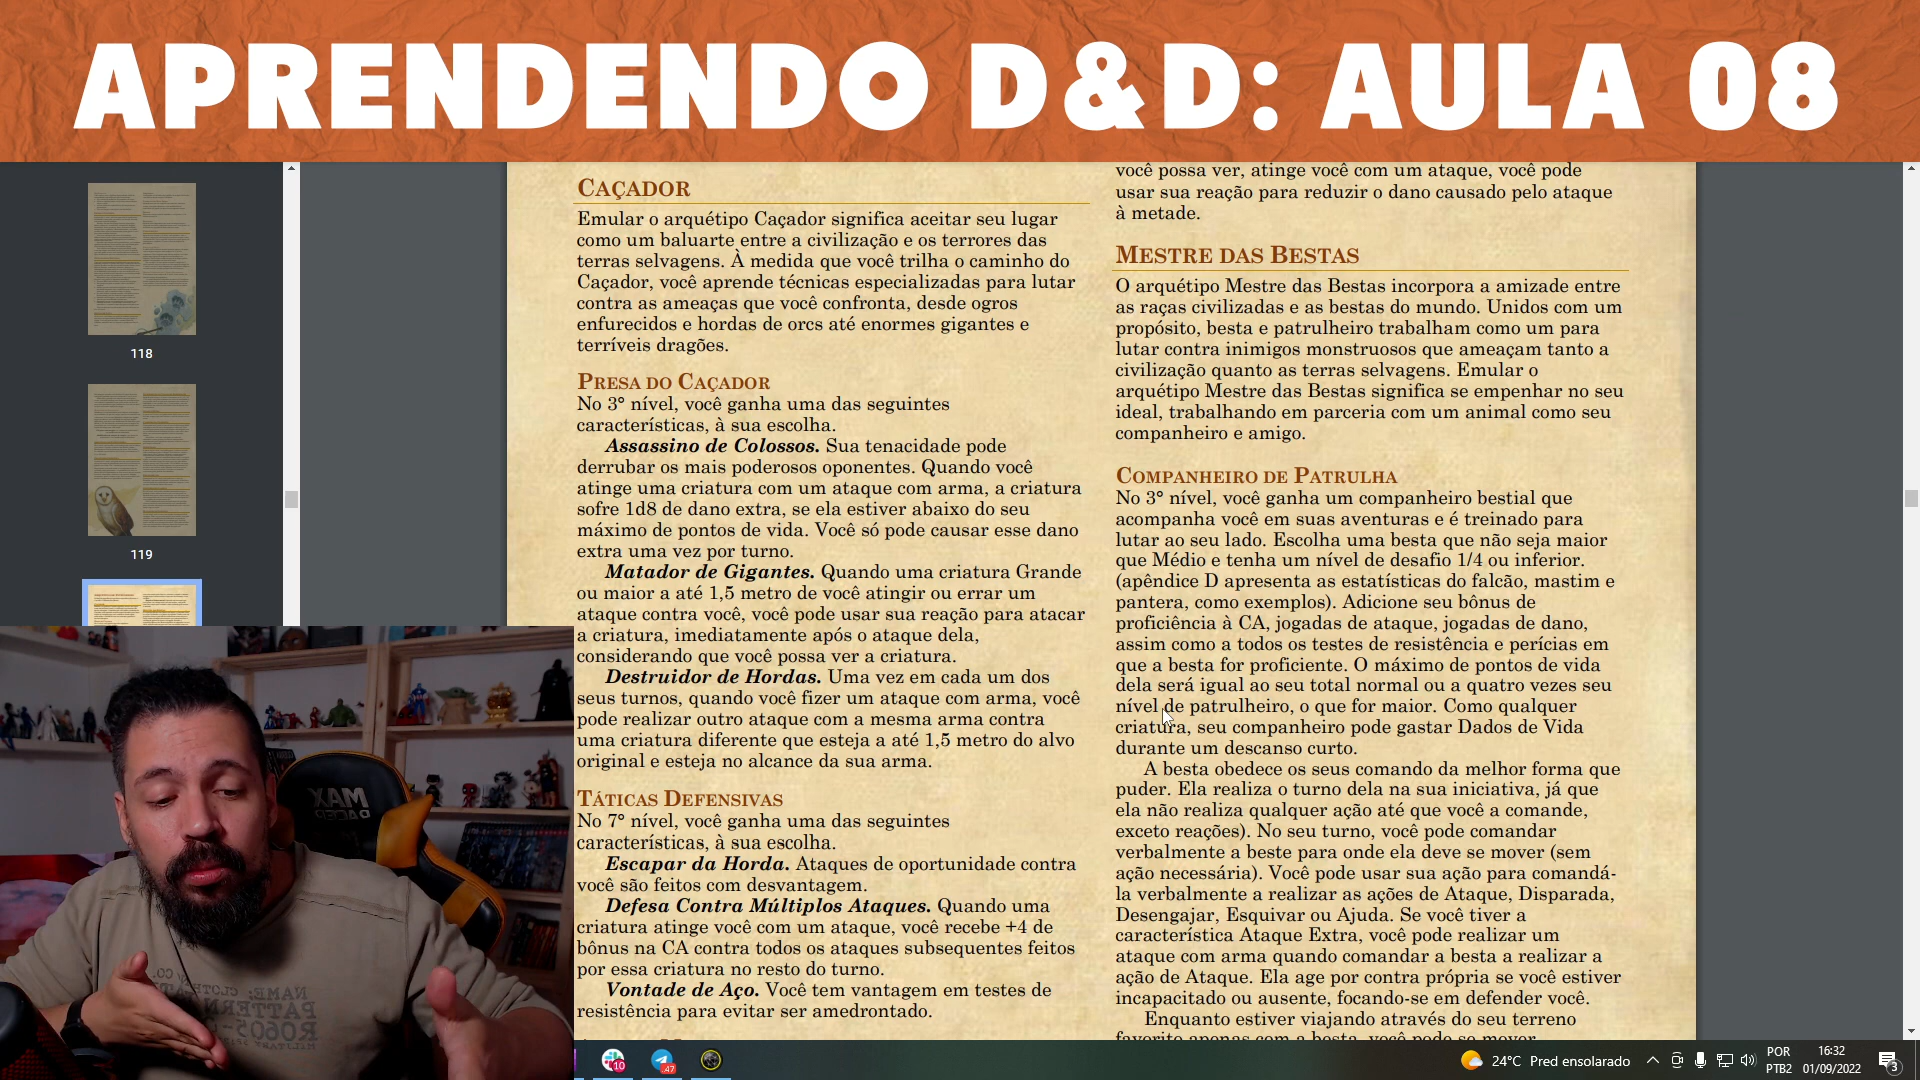 APRENDENDO D&D: AULA 08
118
119
CAÇADOR
Emular o arquétipo Caçador significa aceitar seu lugar
como um baluarte entre a civilização e os terrores das
terras selvagens. À medida que você trilha o caminho do
Caçador, você aprende técnicas especializadas para lutar
contra as ameaças que você confronta, desde ogros
enfurecidos e hordas de orcs até enormes gigantes e
terríveis dragões.
PRESA DO CAÇADOR
No 3° nível, você ganha uma das seguintes
características, à sua escolha.
Assassino de Colossos. Sua tenacidade pode
derrubar os mais poderosos oponentes. Quando você
atinge uma criatura com um ataque com arma, a criatura
sofre 1d8 de dano extra, se ela estiver abaixo do seu
máximo de pontos de vida. Você só pode causar esse dano
extra uma vez por turno.
Matador de Gigantes. Quando uma criatura Grande
ou maior a até 1,5 metro de você atingir ou errar um
ataque contra você, você pode usar sua reação para atacar
a criatura, imediatamente após o ataque dela,
considerando que você possa ver a criatura.
Destruidor de Hordas. Uma vez em cada um dos
seus turnos, quando você fizer um ataque com arma, você
pode realizar outro ataque com a mesma arma contra
uma criatura diferente que esteja a até 1,5 metro do alvo
original e esteja no alcance da sua arma.
TÁTICAS DEFENSIVAS
No 7° nível, você ganha uma das seguintes
características, à sua escolha.
Escapar da Horda. Ataques de oportunidade contra
você são feitos com desvantagem.
Defesa Contra Múltiplos Ataques. Quando uma
criatura atinge você com um ataque, você recebe +4 de
bônus na CA contra todos os ataques subsequentes feitos
por essa criatura no resto do turno.
Vontade de Aço. Você tem vantagem em testes de
resistência para evitar ser amedrontado.
você possa ver, atinge você com um ataque, você pode
usar sua reação para reduzir o dano causado pelo ataque
à metade.
MESTRE DAS BESTAS
O arquétipo Mestre das Bestas incorpora a amizade entre
as raças civilizadas e as bestas do mundo. Unidos com um
propósito, besta e patrulheiro trabalham como um para
lutar contra inimigos monstruosos que ameaçam tanto a
civilização quanto as terras selvagens. Emular o
arquétipo Mestre das Bestas significa se empenhar no seu
ideal, trabalhando em parceria com um animal como seu
companheiro e amigo.
COMPANHEIRO DE PATRULHA
No 3° nível, você ganha um companheiro bestial que
acompanha você em suas aventuras e é treinado para
lutar ao seu lado. Escolha uma besta que não seja maior
que Médio e tenha um nível de desafio 1/4 ou inferior.
(apêndice D apresenta as estatísticas do falcão, mastim e
pantera, como exemplos). Adicione seu bônus de
proficiência à CA, jogadas de ataque, jogadas de dano,
assim como a todos os testes de resistência e perícias em
que a besta for proficiente. O máximo de pontos de vida
dela será igual ao seu total normal ou a quatro vezes seu
nível de patrulheiro, o que for maior. Como qualquer
criatura, seu companheiro pode gastar Dados de Vida
durante um descanso curto.
A besta obedece os seus comando da melhor forma que
puder. Ela realiza o turno dela na sua iniciativa, já que
ela não realiza qualquer ação até que você a comande,
exceto reações). No seu turno, você pode comandar
verbalmente a beste para onde ela deve se mover (sem
ação necessária). Você pode usar sua ação para comandá-
la verbalmente a realizar as ações de Ataque, Disparada,
Desengajar, Esquivar ou Ajuda. Se você tiver a
característica Ataque Extra, você pode realizar um
ataque com arma quando comandar a besta a realizar a
ação de Ataque. Ela age por contra própria se você estiver
incapacitado ou ausente, focando-se em defender você.
Enquanto estiver viajando através do seu terreno
favorito apenas com a besta, você pode se mover
MAX
RACER
NAME:
PATTERN
R0605-
10
47
24°C Pred ensolarado
POR
PTB2
16:32
01/09/2022
3